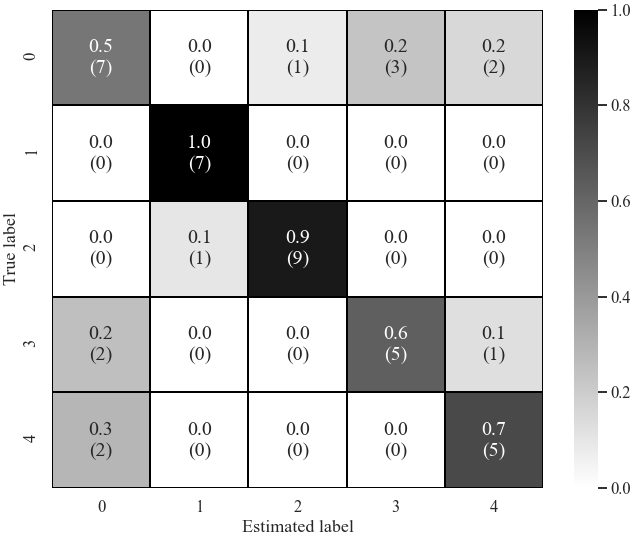 0.5 0.0 0.1 0.2 0.2 1.0
0 (7) (0) (1) (3) (2)
0.8
0.0 1.0 0.0 0.0 0.0
1 (0) (7) (0) (0) (0)
0.6
True label
0.0 0.1 0.9 0.0 0.0
2 (0) (1) (9) (0) (0)
0.4
0.2 0.0 0.0 0.6 0.1
3 (2) (0) (0) (5) (1)
0.2
0.3 0.0 0.0 0.0 0.7
4 (2) (0) (0) (0) (5)
0.0
0 1 2 3 4
Estimated label